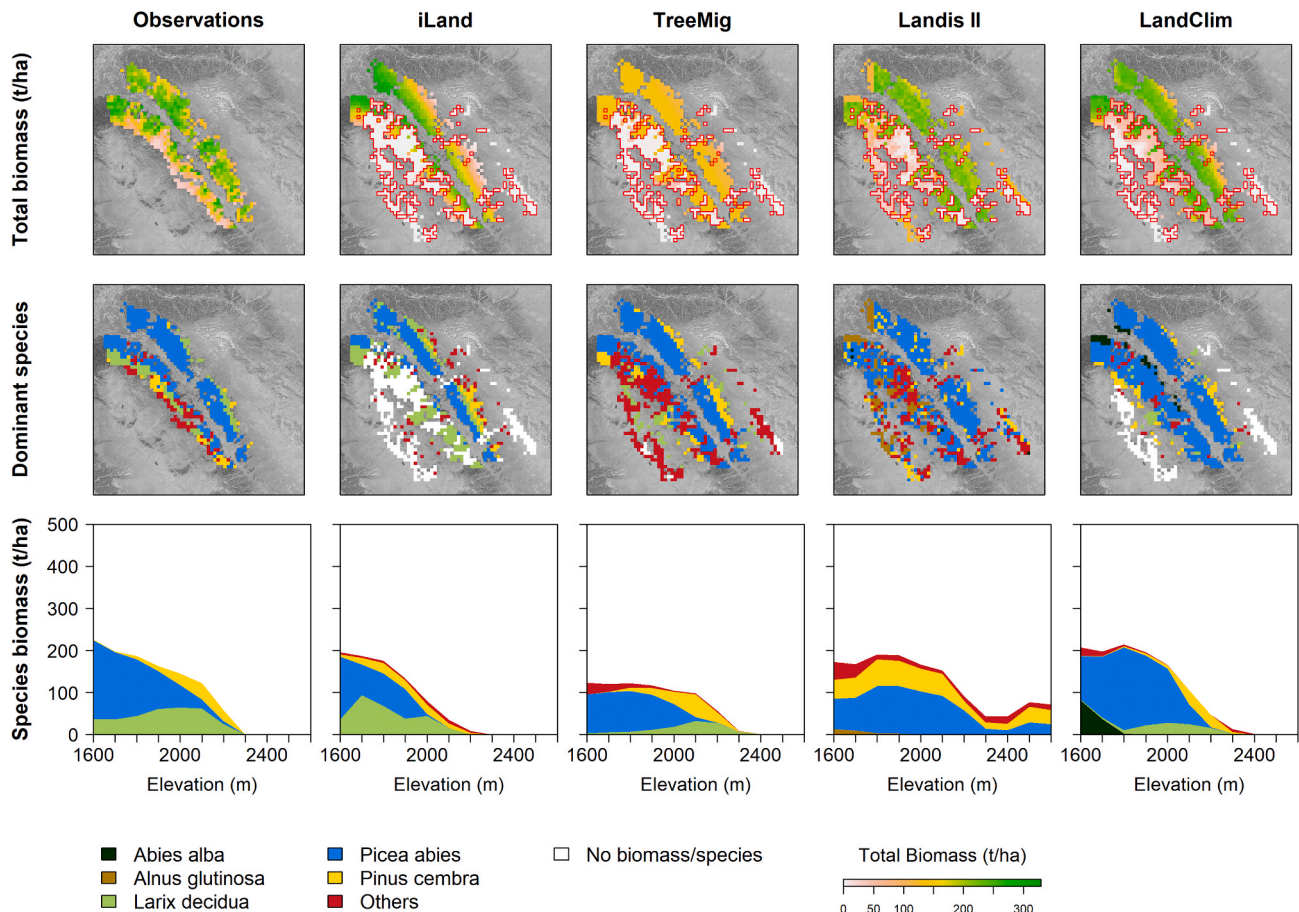 Observations iLand TreeMig Landis II LandClim
Total biomass (t/ha)
Dominant species
Species biomass (t/ha)
500
400
300
200
100
0
1600 2000 2400 1600 2000 2400 1600 2000 2400 1600 2000 2400 1600 2000 2400
Elevation (m) Elevation (m) Elevation (m) Elevation (m) Elevation (m)
Abies alba Picea abies No biomass/species Total Biomass (t/ha)
Alnus glutinosa Pinus cembra
Larix decidua Others
0 50 100 200 300